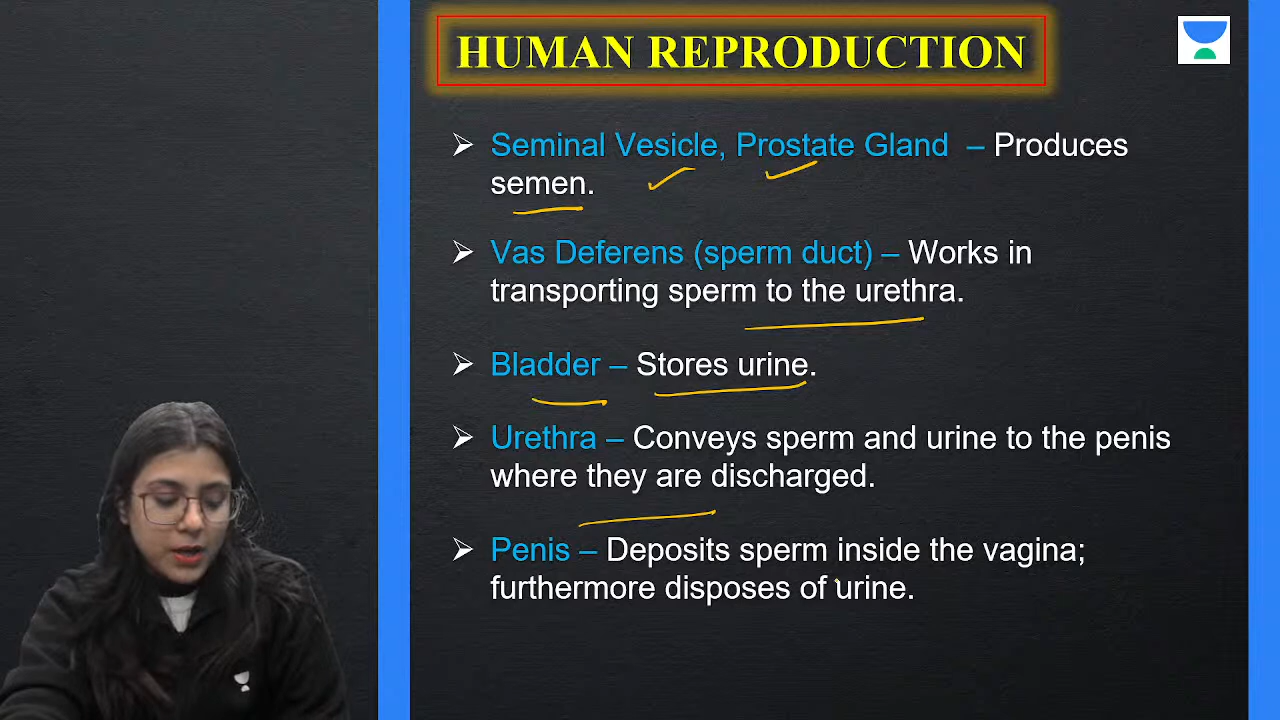 HUMAN REPRODUCTION
➢ Seminal Vesicle, Prostate Gland – Produces
semen.
➢ Vas Deferens (sperm duct) – Works in
transporting sperm to the urethra.
➢ Bladder – Stores urine.
➢ Urethra – Conveys sperm and urine to the penis
where they are discharged.
➢ Penis – Deposits sperm inside the vagina;
furthermore disposes of urine.